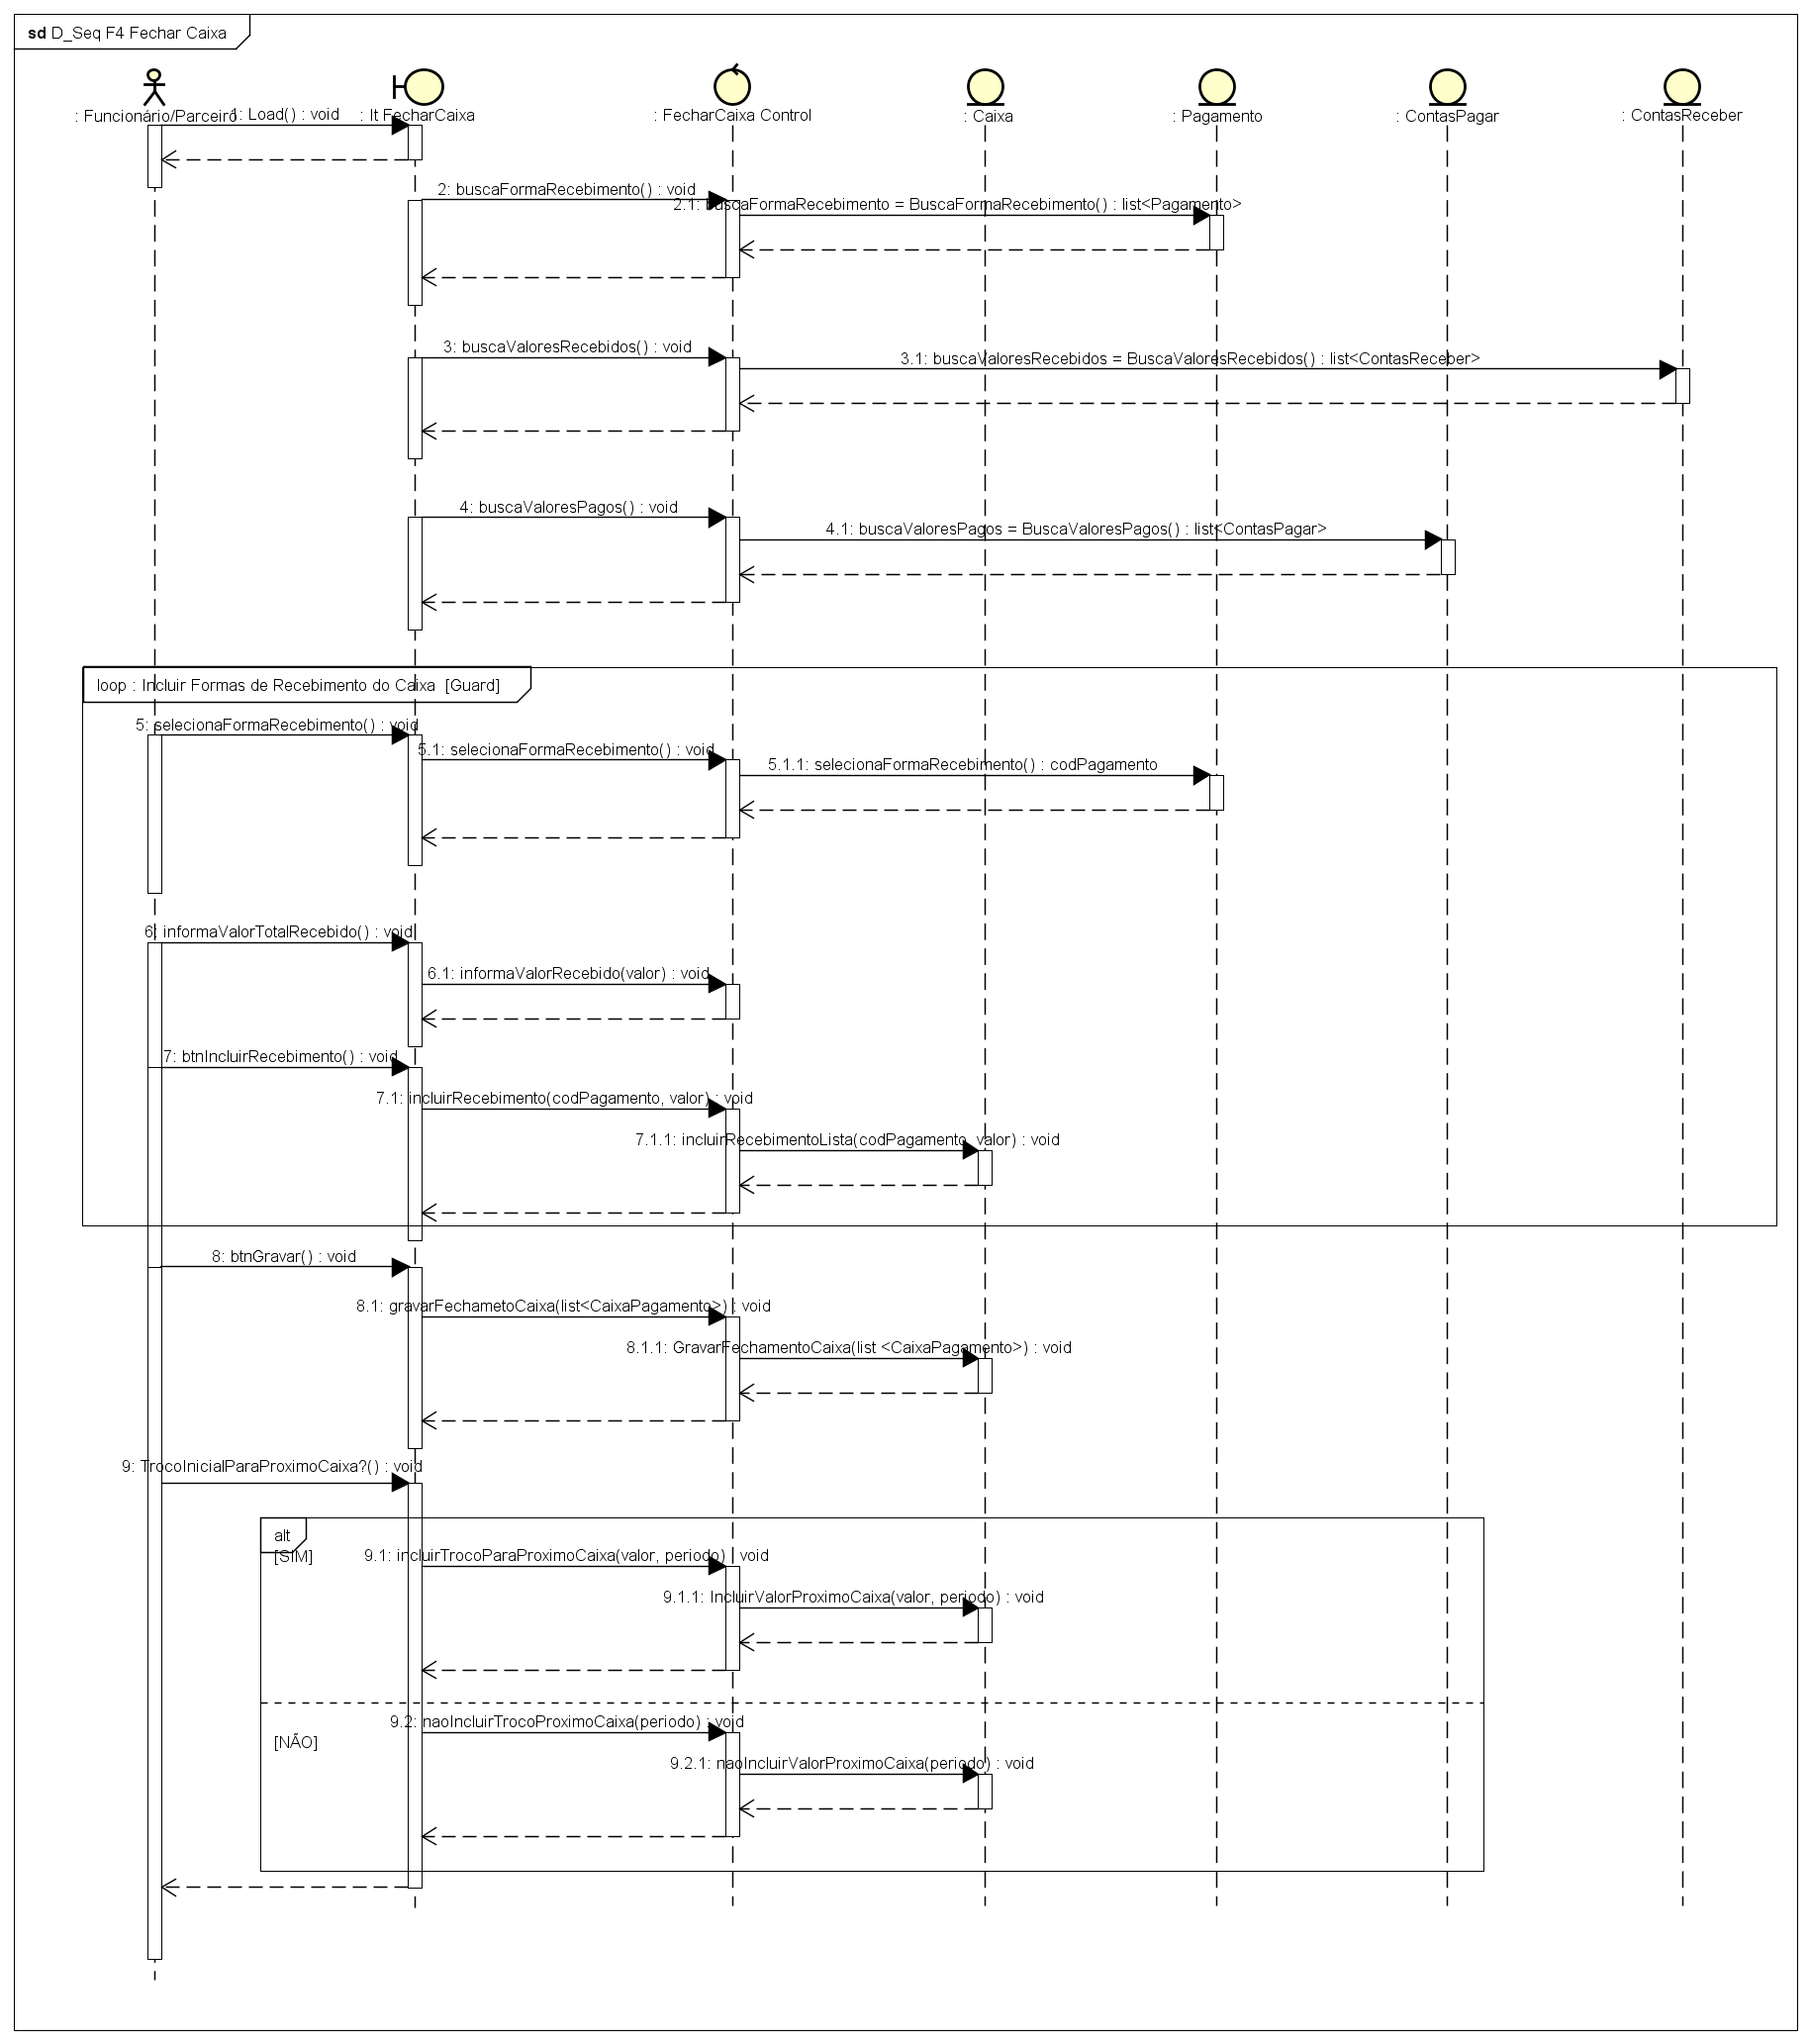 sd D_Seq F4 Fechar Caixa
: Funcionário/Parceiro
: It FecharCaixa
: FecharCaixa Control
: Caixa
: Pagamento
: ContasPagar
: ContasReceber
1: Load() : void
2: buscaFormaRecebimento() : void
2.1: buscaFormaRecebimento = BuscaFormaRecebimento() : list<Pagamento>
3: buscaValoresRecebidos() : void
3.1: buscaValoresRecebidos = BuscaValoresRecebidos() : list<ContasReceber>
4: buscaValoresPagos() : void
4.1: buscaValoresPagos = BuscaValoresPagos() : list<ContasPagar>
loop : Incluir Formas de Recebimento do Caixa [Guard]
5: selecionaFormaRecebimento() : void
5.1: selecionaFormaRecebimento() : void
5.1.1: selecionaFormaRecebimento() : codPagamento
6: informaValorTotalRecebido() : void
6.1: informaValorRecebido(valor) : void
7: btnIncluirRecebimento() : void
7.1: incluirRecebimento(codPagamento, valor) : void
7.1.1: incluirRecebimentoLista(codPagamento, valor) : void
8: btnGravar() : void
8.1: gravarFechametoCaixa(list<CaixaPagamento>) : void
8.1.1: GravarFechamentoCaixa(list <CaixaPagamento>) : void
9: TrocoInicialParaProximoCaixa?() : void
alt
[SIM]
9.1: incluirTrocoParaProximoCaixa(valor, periodo) : void
9.1.1: IncluirValorProximoCaixa(valor, periodo) : void
9.2: naoIncluirTrocoProximoCaixa(periodo) : void
[NÃO]
9.2.1: naoIncluirValorProximoCaixa(periodo) : void